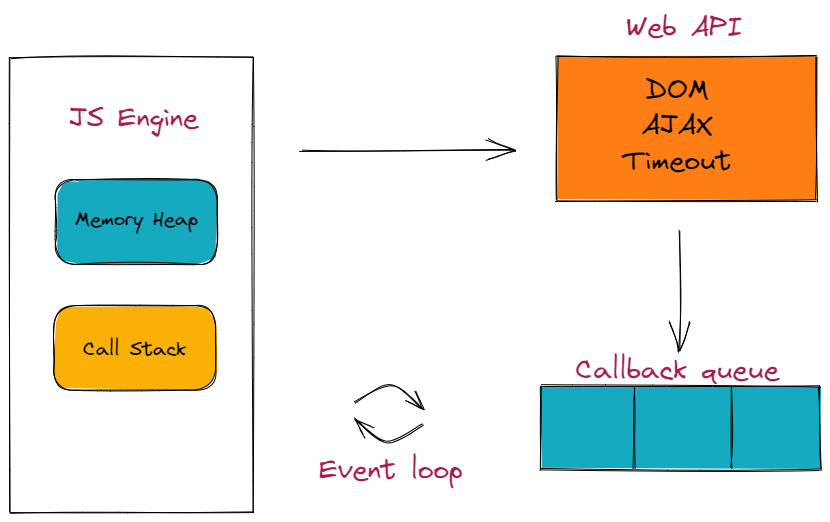 Web API
JS Engine
DOM
AJAX
Timeout
Memory Heap
Call Stack
Callback queue
Event loop